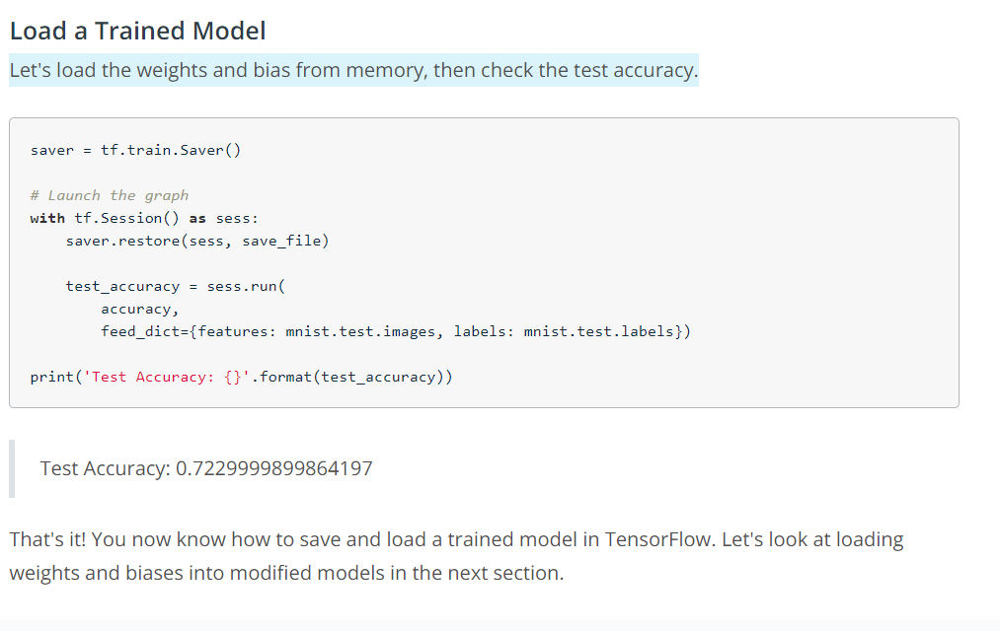 Load a Trained Model
Let's load the weights and bias from memory, then check the test accuracy.
saver = tf.train.Saver()
# Launch the graph
with tf.Session() as sess:
    saver.restore(sess, save_file)
    test_accuracy = sess.run(
        accuracy,
        feed_dict={features: mnist.test.images, labels: mnist.test.labels})
print('Test Accuracy: {}'.format(test_accuracy))
Test Accuracy: 0.7229999899864197
That's it! You now know how to save and load a trained model in TensorFlow. Let's look at loading
weights and biases into modified models in the next section.